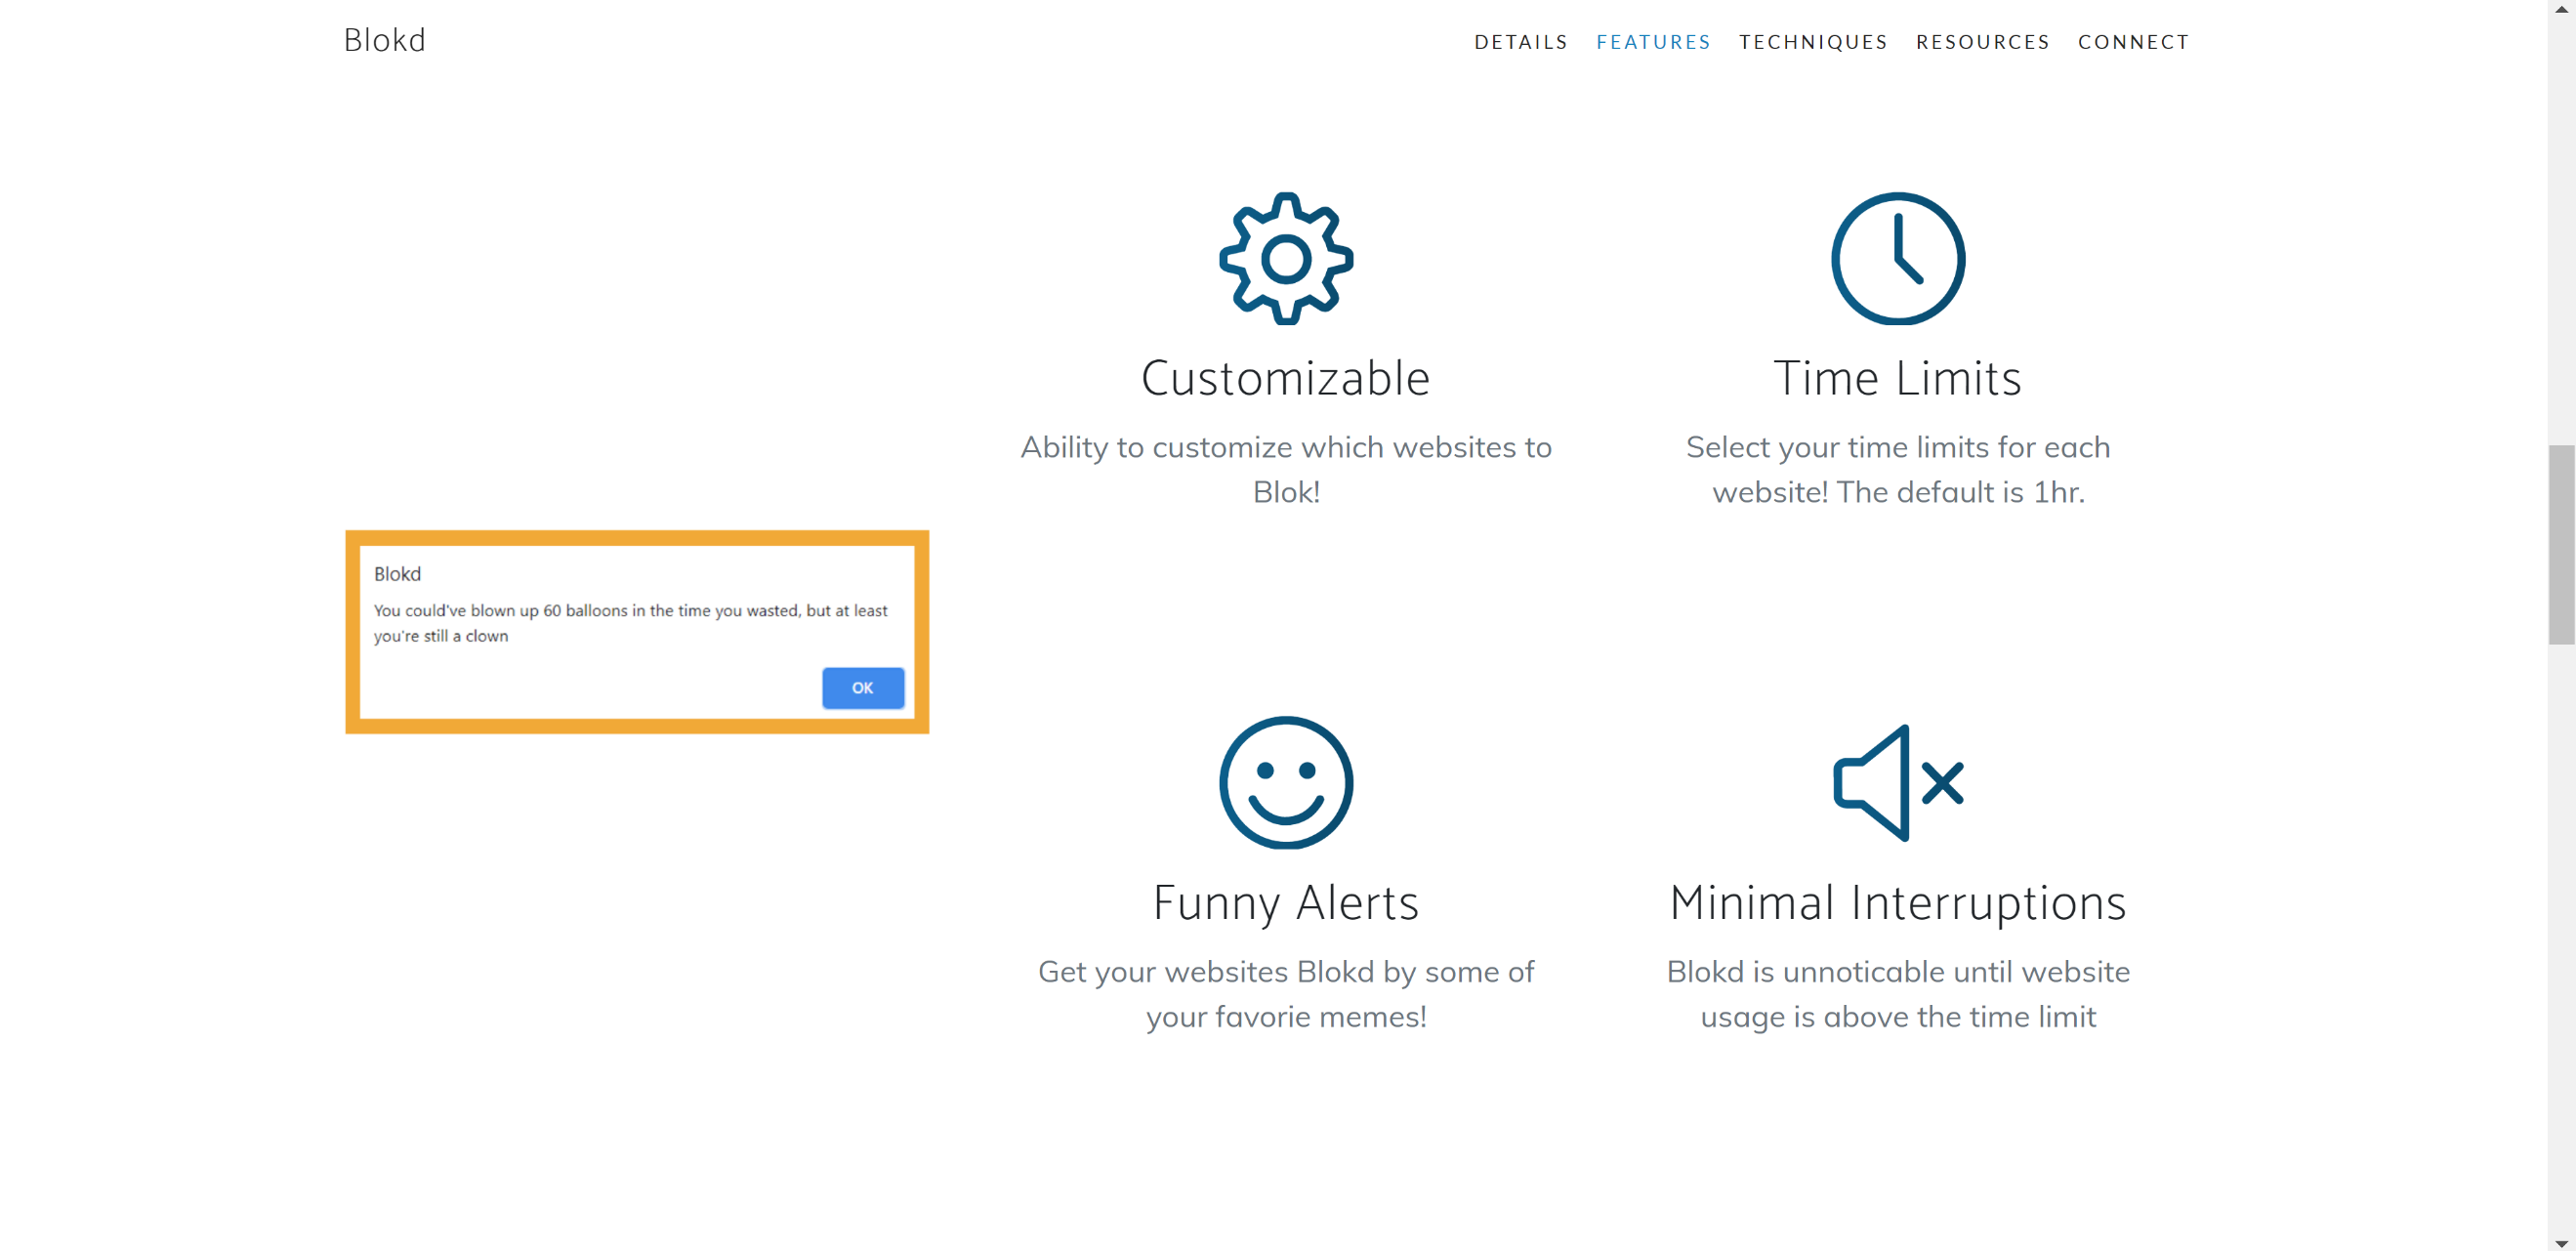 Blokd
DETAILS FEATURES TECHNIQUES RESOURCES CONNECT
Customizable
Ability to customize which websites to
Blok!
Time Limits
Select your time limits for each
website! The default is 1hr.
Blokd
You could've blown up 60 balloons in the time you wasted, but at least
you're still a clown
OK
Funny Alerts
Get your websites Blokd by some of
your favorie memes!
Minimal Interruptions
Blokd is unnoticable until website
usage is above the time limit